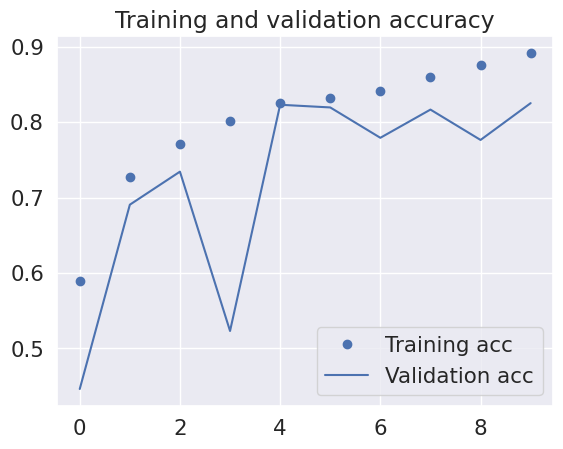 Training and validation accuracy
0.9
0.8
0.7
0.6
0.5
Training acc
Validation acc
0 2 4 6 8